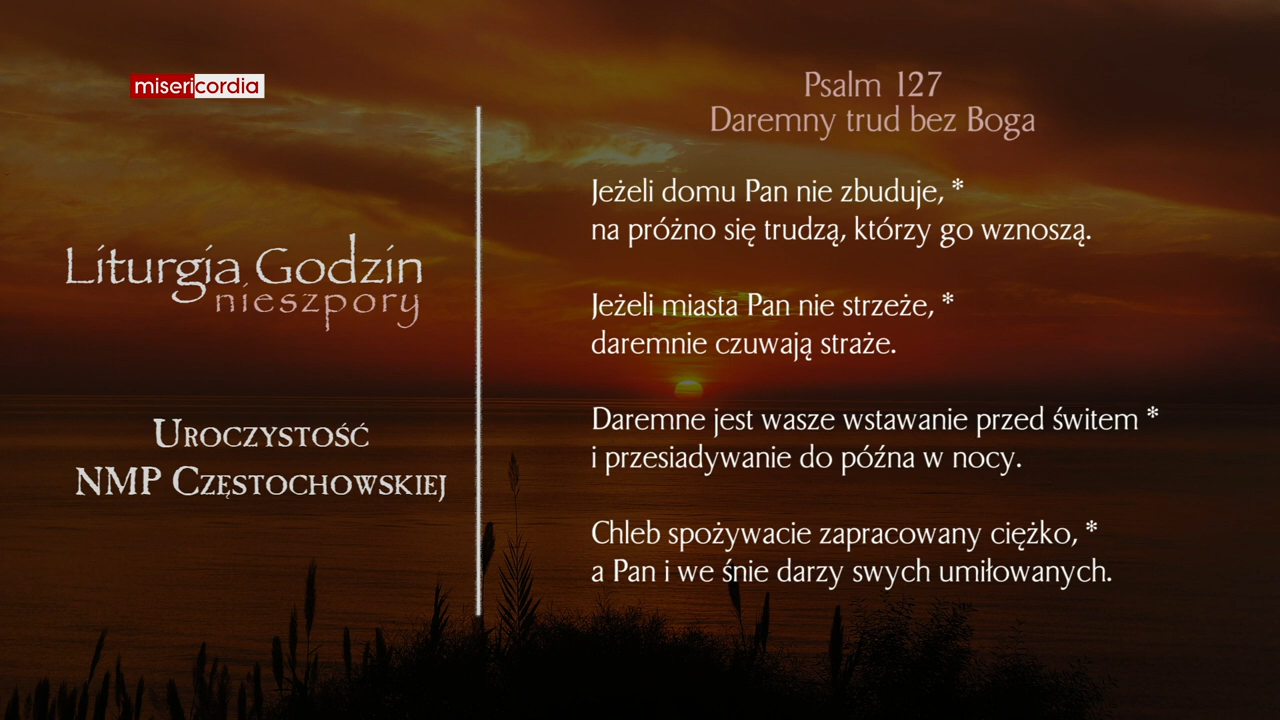 misericordia
Liturgia Godzin
nieszpory
Uroczystość
NMP Częstochowskiej
Psalm 127
Daremny trud bez Boga
Jeżeli domu Pan nie zbuduje, *
na próżno się trudzą, którzy go wznoszą.
Jeżeli miasta Pan nie strzeże, *
daremnie czuwają straże.
Daremne jest wasze wstawanie przed świtem *
i przesiadywanie do późna w nocy.
Chleb spożywacie zapracowany ciężko, *
a Pan i we śnie darzy swych umiłowanych.